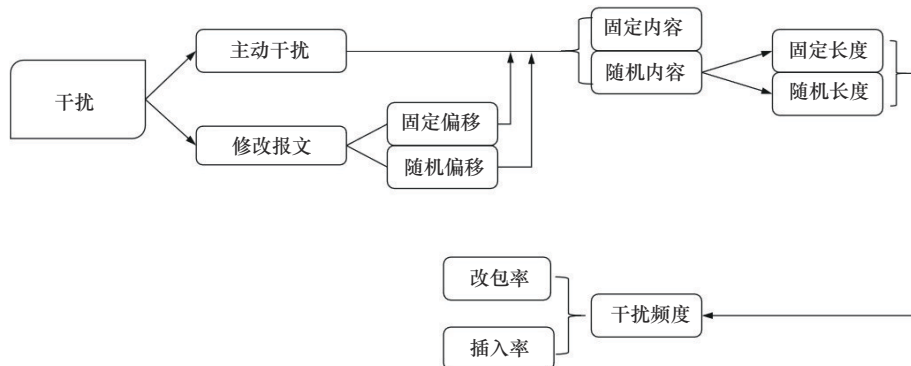 干扰
主动干扰
修改报文
固定偏移
随机偏移
固定内容
随机内容
固定长度
随机长度
干扰频度
改包率
插入率